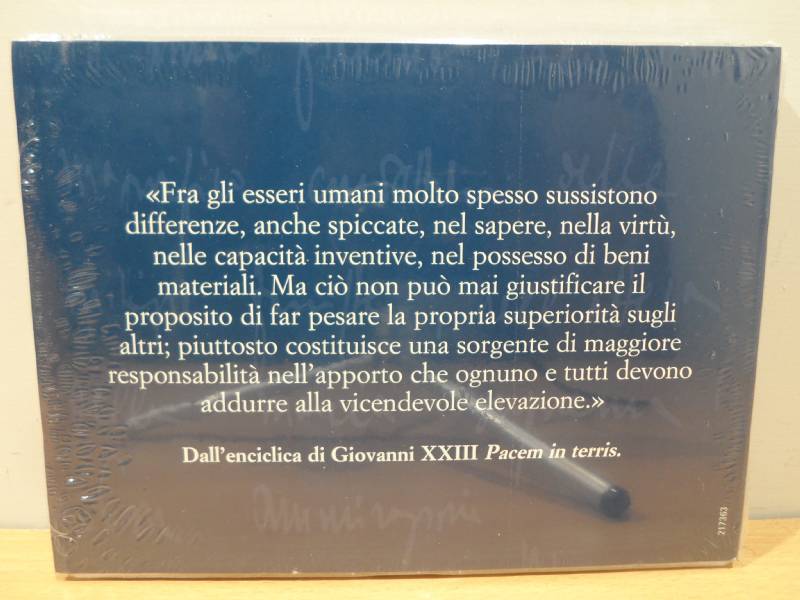 «Fra gli esseri umani molto spesso sussistono
differenze, anche spiccate, nel sapere, nella virtù,
nelle capacità inventive, nel possesso di beni
materiali. Ma ciò non può mai giustificare il
proposito di far pesare la propria superiorità sugli
altri; piuttosto costituisce una sorgente di maggiore
responsabilità nell'apporto che ognuno e tutti devono
addurre alla vicendevole elevazione.»
Dall'enciclica di Giovanni XXIII Pacem in terris.
217363